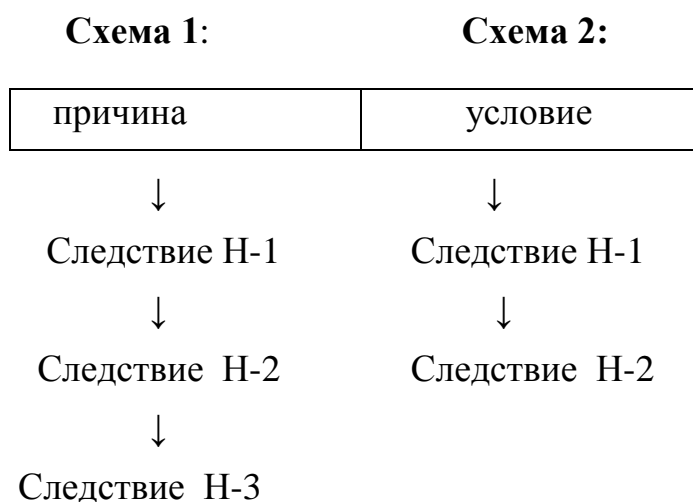 Схема 1: Схема 2:
причина условие
↓ ↓
Следствие Н-1 Следствие Н-1
↓ ↓
Следствие Н-2 Следствие Н-2
↓
Следствие Н-3